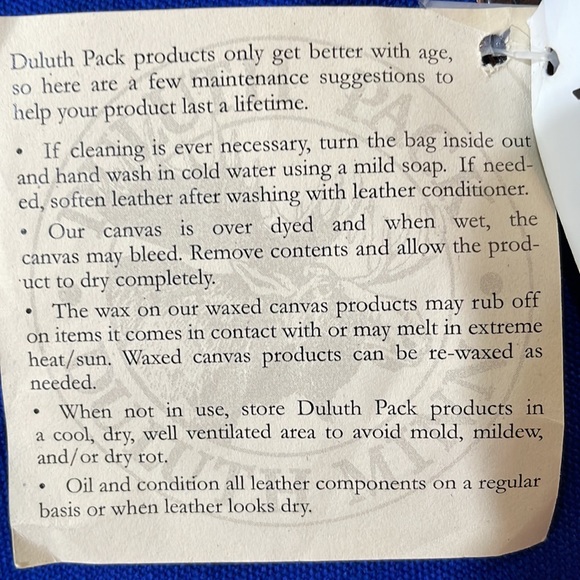 Duluth Pack products only get better with age,
so here are a few maintenance suggestions to
help your product last a lifetime.
• If cleaning is ever necessary, turn the bag inside out
and hand wash in cold water using a mild soap. If need-
ed, soften leather after washing with leather conditioner.
• Our canvas is over dyed and when wet, the
canvas may bleed. Remove contents and allow the prod-
uct to dry completely.
• The wax on our waxed canvas products may rub off
on items it comes in contact with or may melt in extreme
heat/sun. Waxed canvas products can be re-waxed as
needed.
• When not in use, store Duluth Pack products in
a cool, dry, well ventilated area to avoid mold, mildew,
and/or dry rot.
• Oil and condition all leather components on a regular
basis or when leather looks dry.